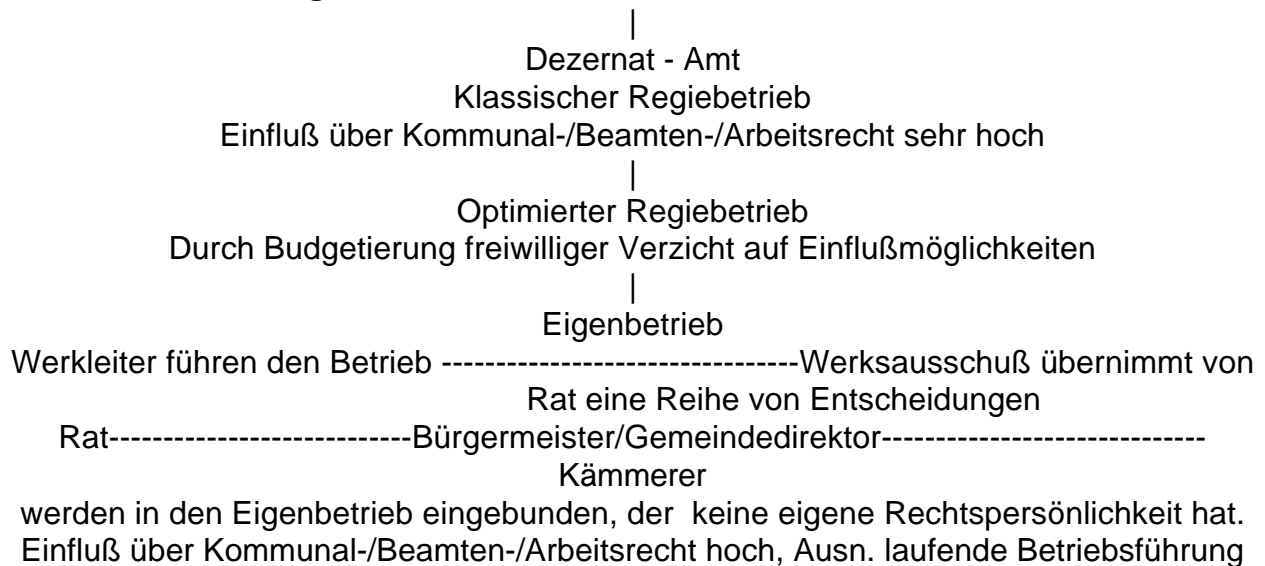 |
Dezernat - Amt
Klassischer Regiebetrieb
Einfluß über Kommunal-/Beamten-/Arbeitsrecht sehr hoch
|
Optimierter Regiebetrieb
Durch Budgetierung freiwilliger Verzicht auf Einflußmöglichkeiten
|
Eigenbetrieb
Werkleiter führen den Betrieb ---------------------------------Werksausschuß übernimmt von
Rat eine Reihe von Entscheidungen
Rat----------------------------Bürgermeister/Gemeindedirektor------------------------------
Kämmerer
werden in den Eigenbetrieb eingebunden, der  keine eigene Rechtspersönlichkeit hat.
Einfluß über Kommunal-/Beamten-/Arbeitsrecht hoch, Ausn. laufende Betriebsführung